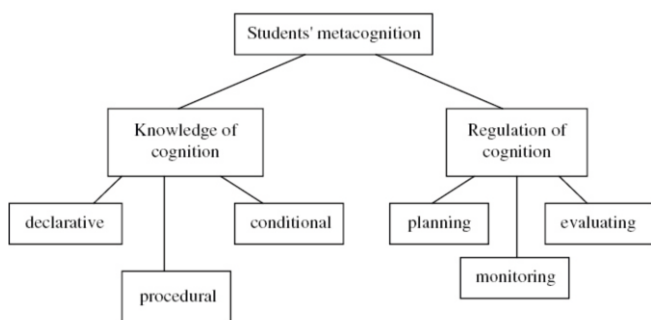 Students' metacognition
Knowledge of
cognition
Regulation of
cognition
declarative
conditional
procedural
planning
evaluating
monitoring